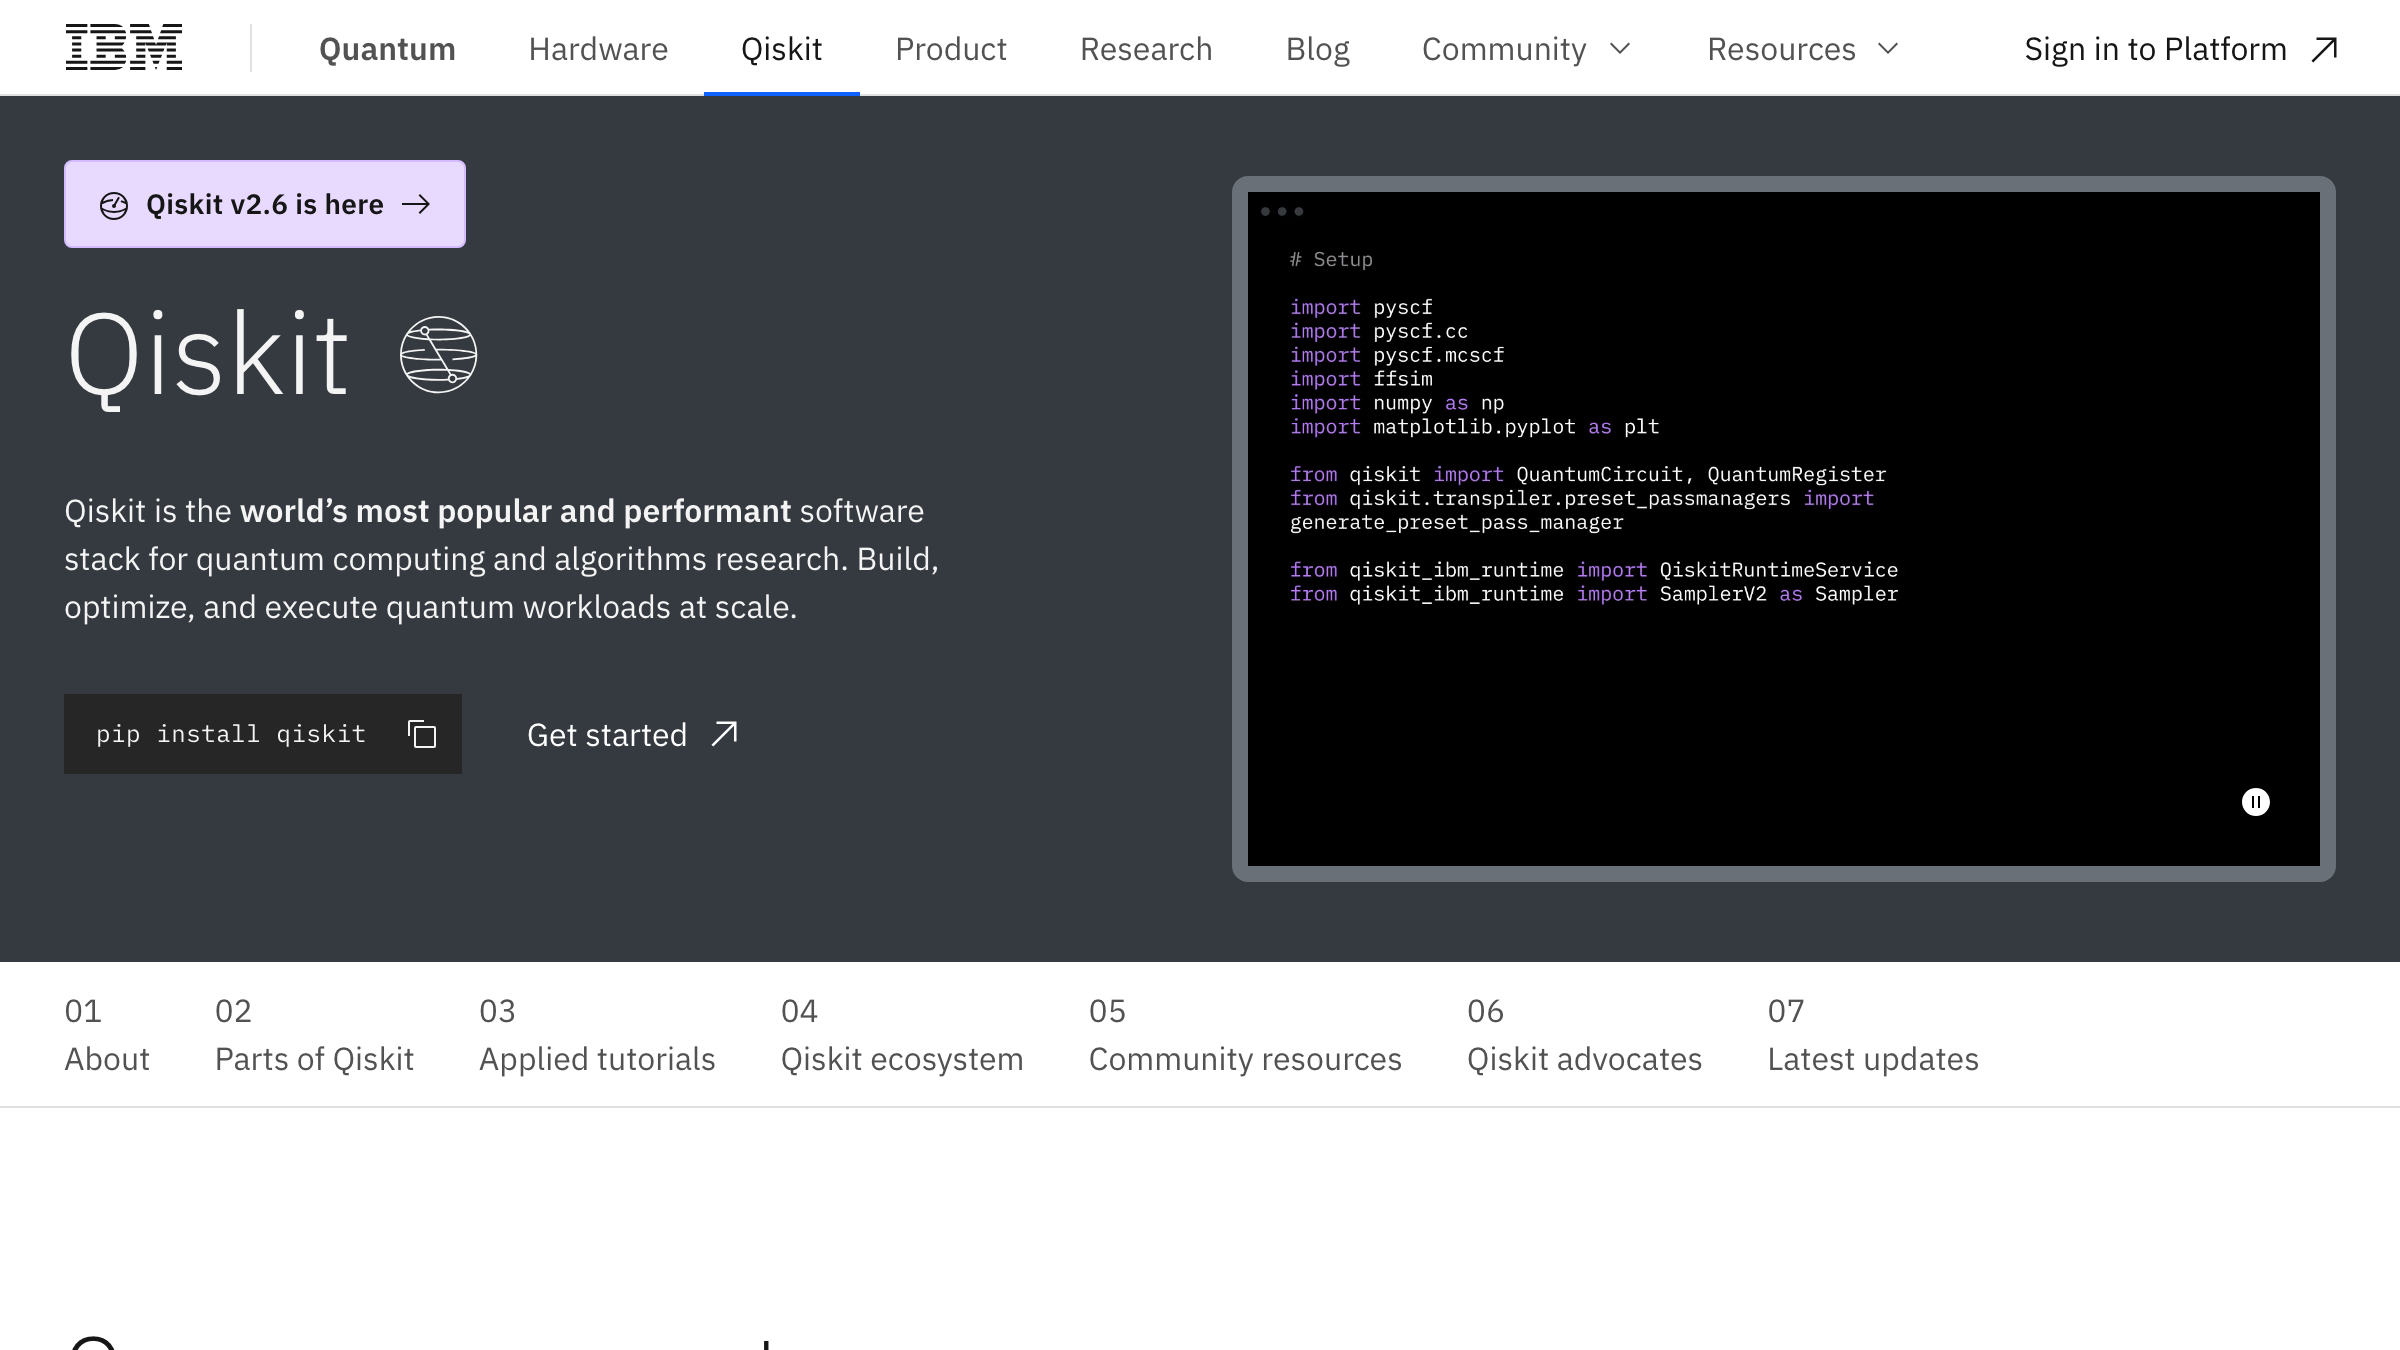 IBM
Quantum
Hardware
Qiskit
Product
Research
Blog
Community
Resources
Sign in to Platform
Qiskit v2.6 is here
Qiskit
Qiskit is the world’s most popular and performant software
stack for quantum computing and algorithms research. Build,
optimize, and execute quantum workloads at scale.
pip install qiskit
Get started
# Setup
import pyscf
import pyscf.cc
import pyscf.mcscf
import ffsim
import numpy as np
import matplotlib.pyplot as plt
from qiskit import QuantumCircuit, QuantumRegister
from qiskit.transpiler.preset_passmanagers import
generate_preset_pass_manager
from qiskit_ibm_runtime import QiskitRuntimeService
from qiskit_ibm_runtime import SamplerV2 as Sampler
01
About
02
Parts of Qiskit
03
Applied tutorials
04
Qiskit ecosystem
05
Community resources
06
Qiskit advocates
07
Latest updates